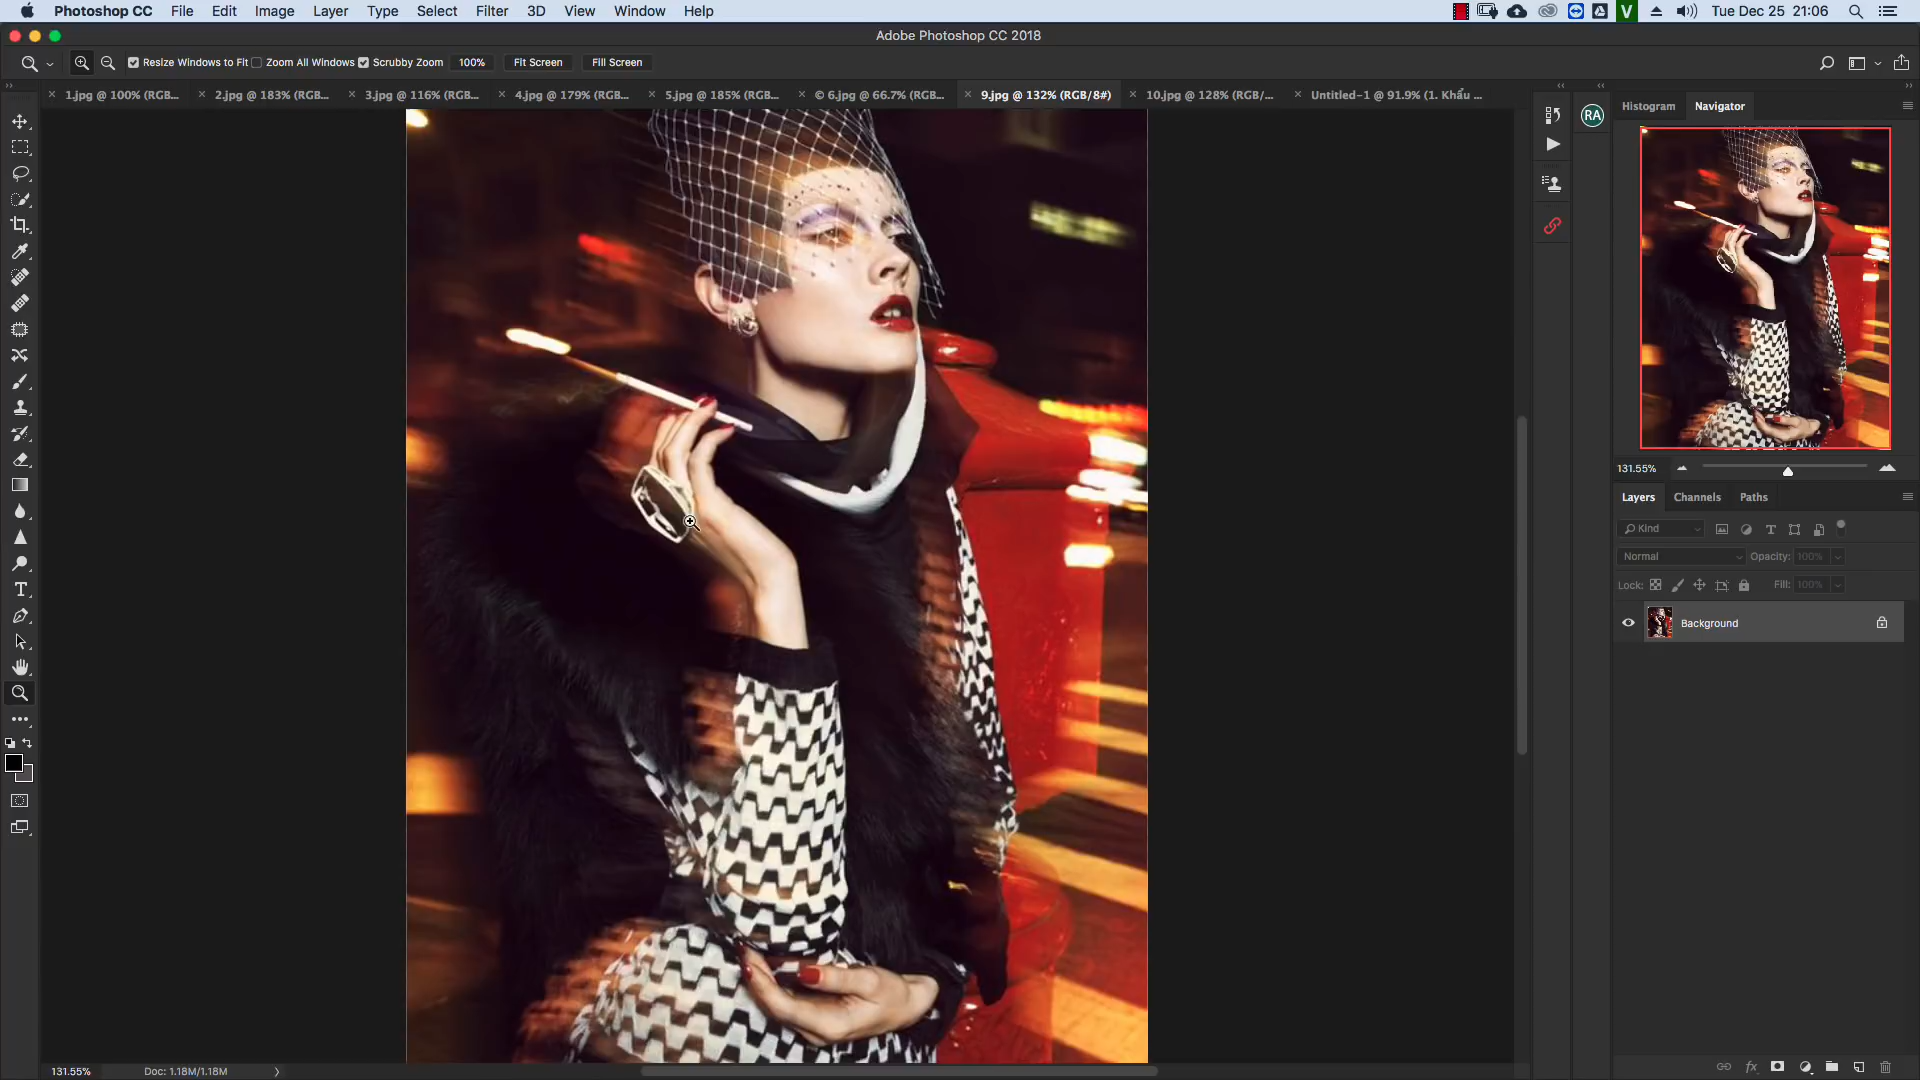 Photoshop CC File Edit Image Layer Type Select Filter 3D View Window Help V Tue Dec 25 21:06
Adobe Photoshop CC 2018
Resize Windows to Fit Zoom All Windows Scrubby Zoom 100% Fit Screen Fill Screen
1.jpg @ 100% (RGB... 2.jpg @ 183% (RGB... 3.jpg @ 116% (RGB... 4.jpg @ 179% (RGB... 5.jpg @ 185% (RGB... © 6.jpg @ 66.7% (RGB... 9.jpg @ 132% (RGB/8#) 10.jpg @ 128% (RGB/... Untitled-1 @ 91.9% (1. Khẩu ...
Histogram Navigator
RA
131.55%
Layers Channels Paths
Kind
Normal Opacity: 100%
Lock: Fill: 100%
Background
131.55% Doc: 1.18M/1.18M